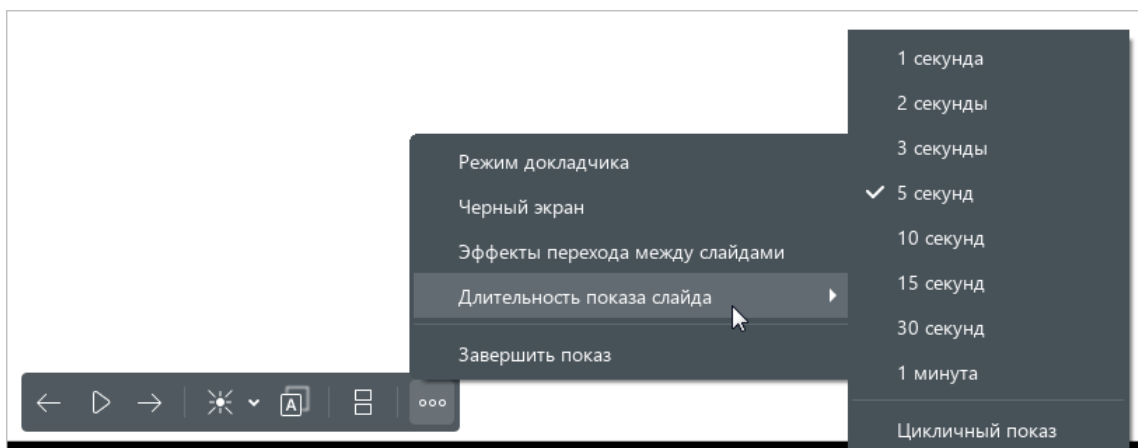 Режим докладчика
Черный экран
Эффекты перехода между слайдами
Длительность показа слайда
Завершить показ
1 секунда
2 секунды
3 секунды
5 секунд
10 секунд
15 секунд
30 секунд
1 минута
Цикличный показ
A